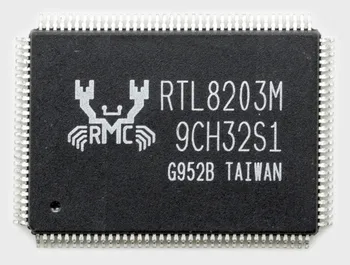 RTL8203M
RMC
9CH32S1
G952B TAIWAN